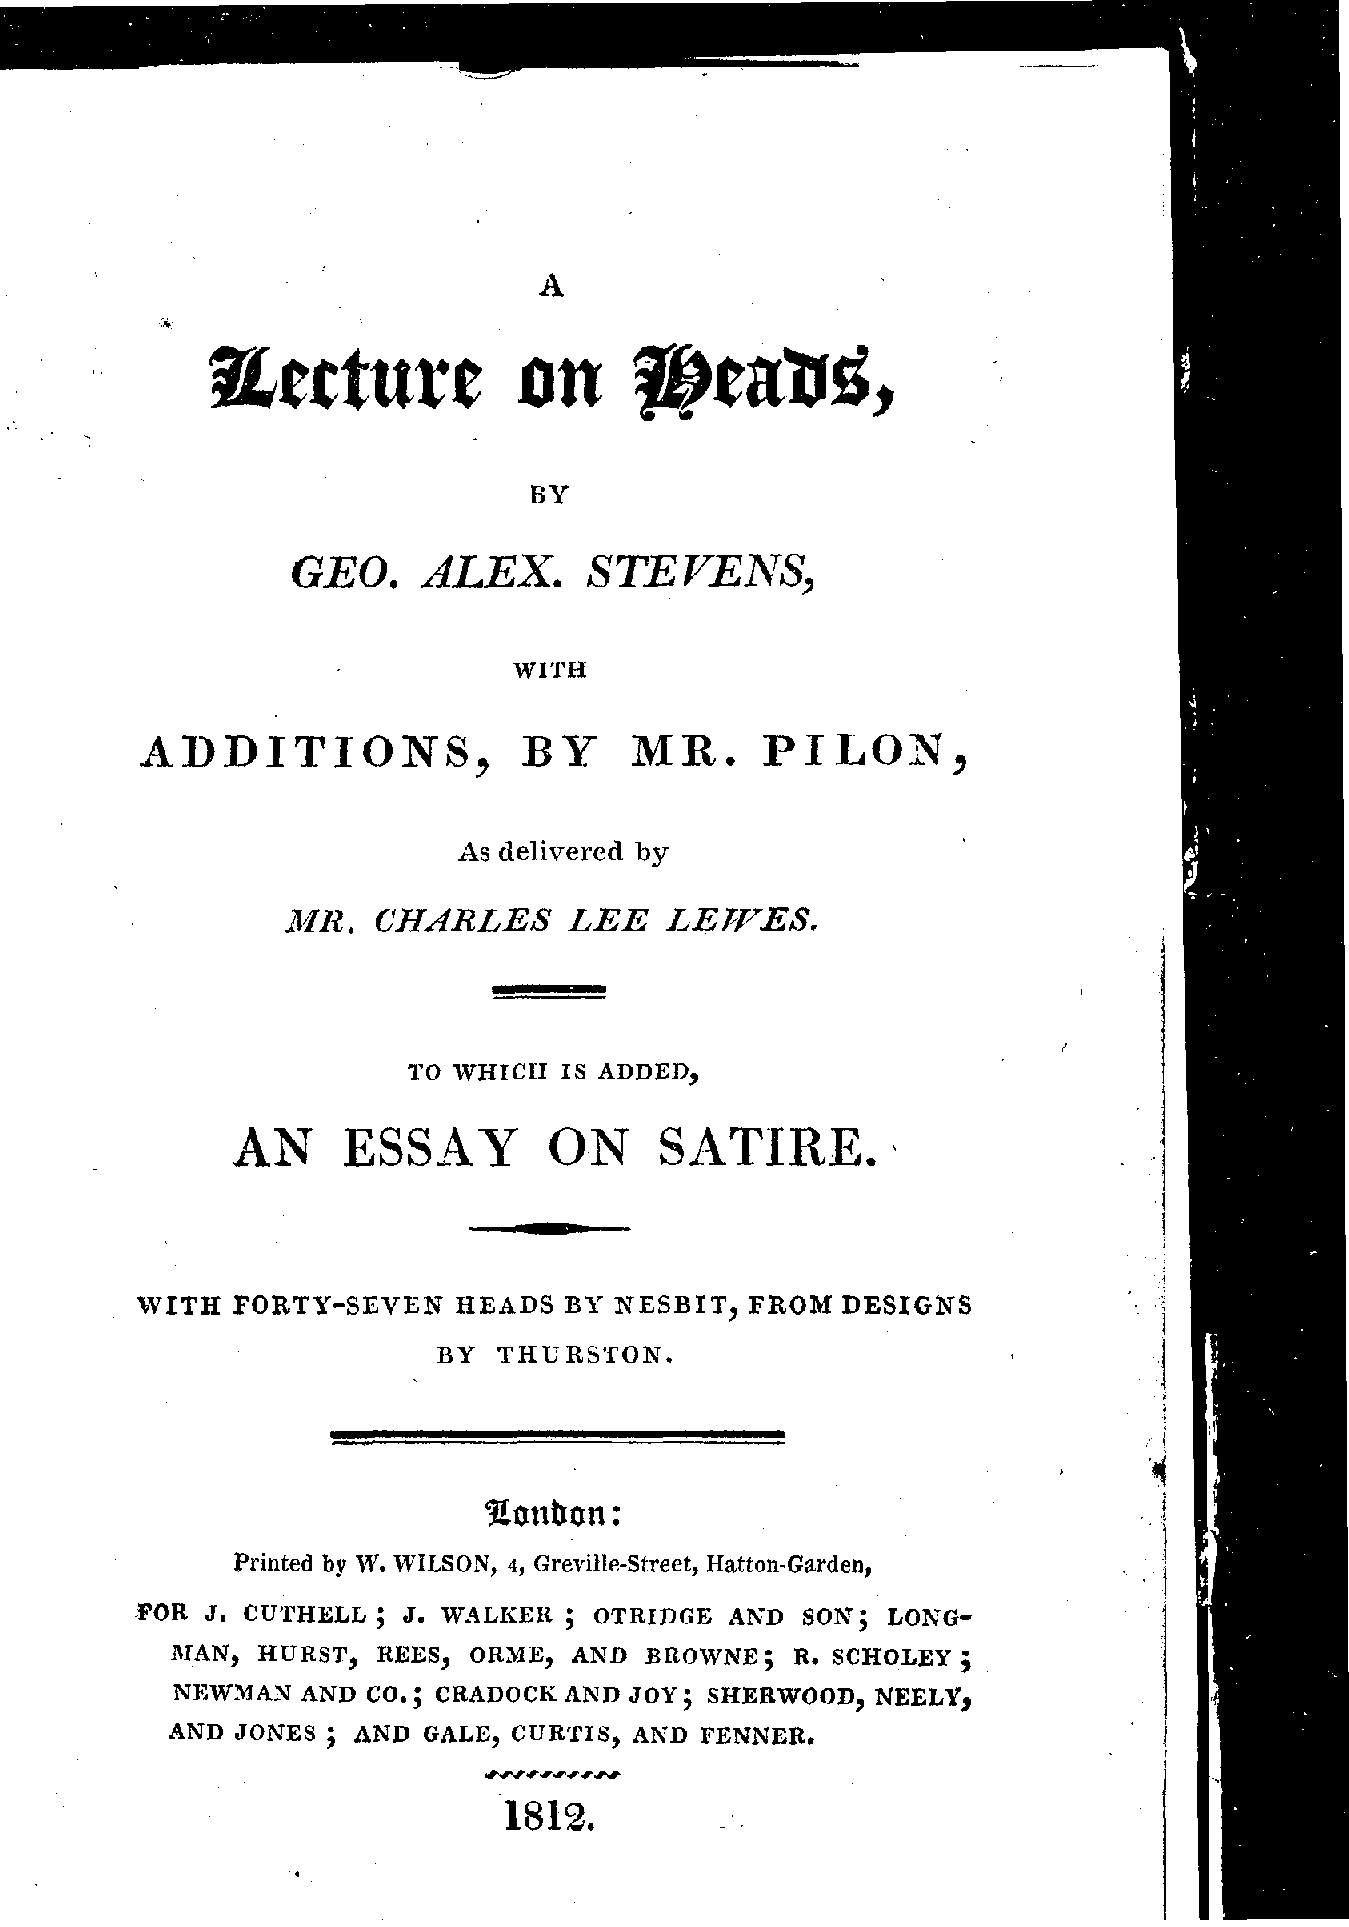 A
Lecture on Heads,
BY
GEO. ALEX. STEVENS,
WITH
ADDITIONS, BY MR. PILON,
As delivered by
MR. CHARLES LEE LEWES.
TO WHICH IS ADDED,
AN ESSAY ON SATIRE.
WITH FORTY-SEVEN HEADS BY NESBIT, FROM DESIGNS
BY THURSTON.
London:
Printed by W. WILSON, 4, Greville-Street, Hatton-Garden,
FOR J. CUTHELL; J. WALKER; OTRIDGE AND SON; LONG-
MAN, HURST, REES, ORME, AND BROWNE; R. SCHOLEY;
NEWMAN AND CO.; CRADOCK AND JOY; SHERWOOD, NEELY,
AND JONES; AND GALE, CURTIS, AND FENNER.
1812.